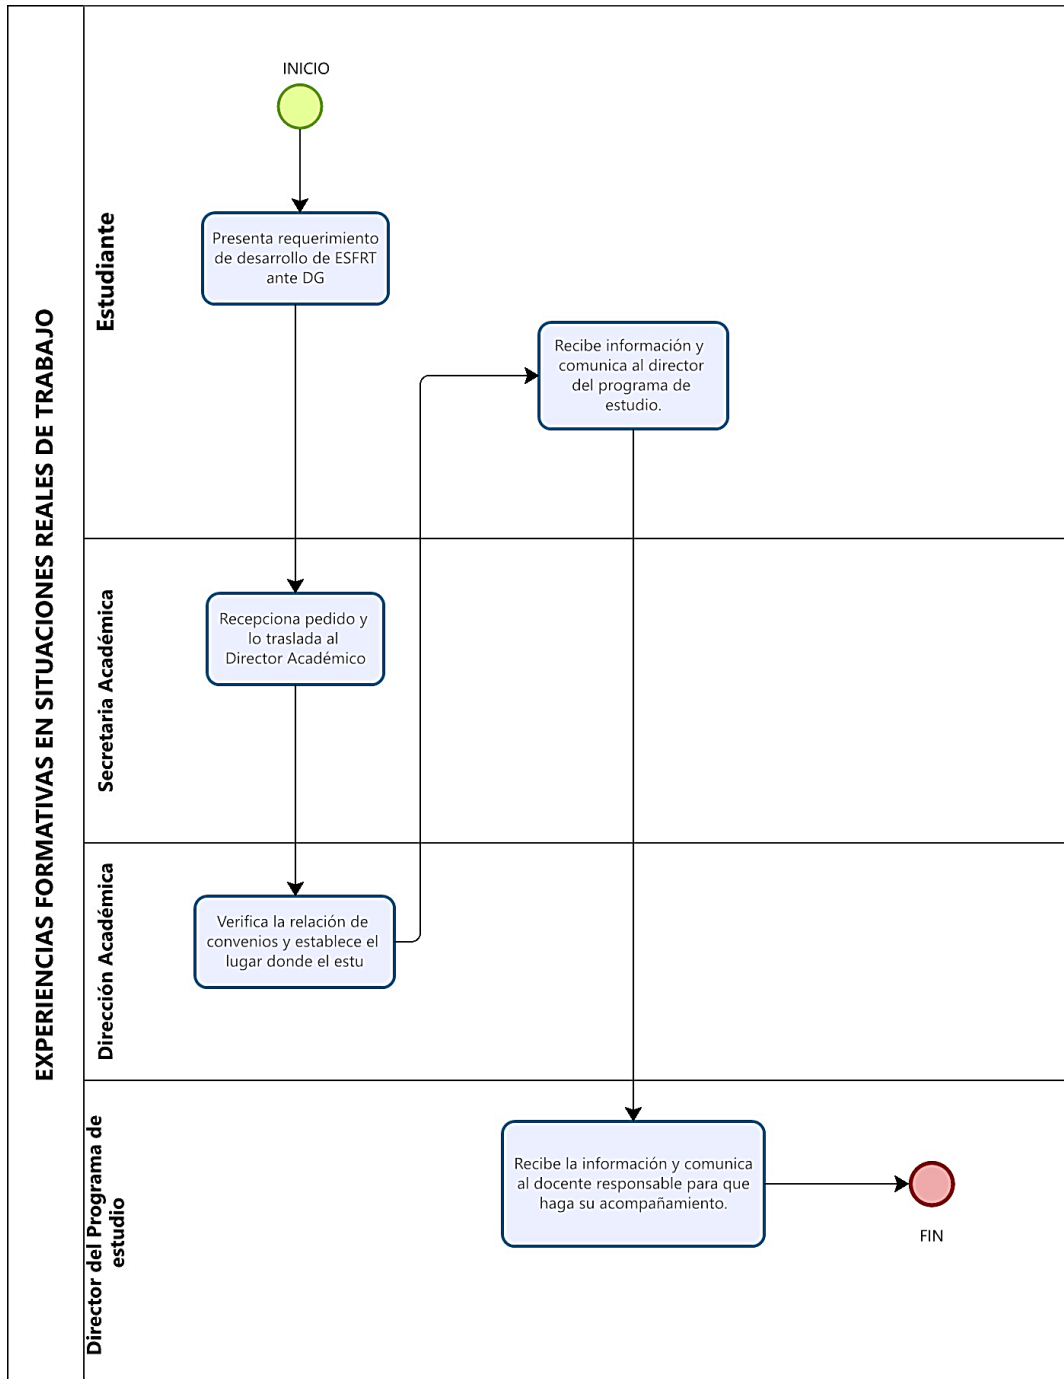 EXPERIENCIAS FORMATIVAS EN SITUACIONES REALES DE TRABAJO
Estudiante
INICIO
Presenta requerimiento
de desarrollo de ESFRT
ante DG
Recibe información y
comunica al director
del programa de
estudio.
Secretaria Académica
Recepciona pedido y
lo traslada al
Director Académico
Dirección Académica
Verifica la relación de
convenios y establece el
lugar donde el estu
Director del Programa de
estudio
Recibe la información y comunica
al docente responsable para que
haga su acompañamiento.
FIN